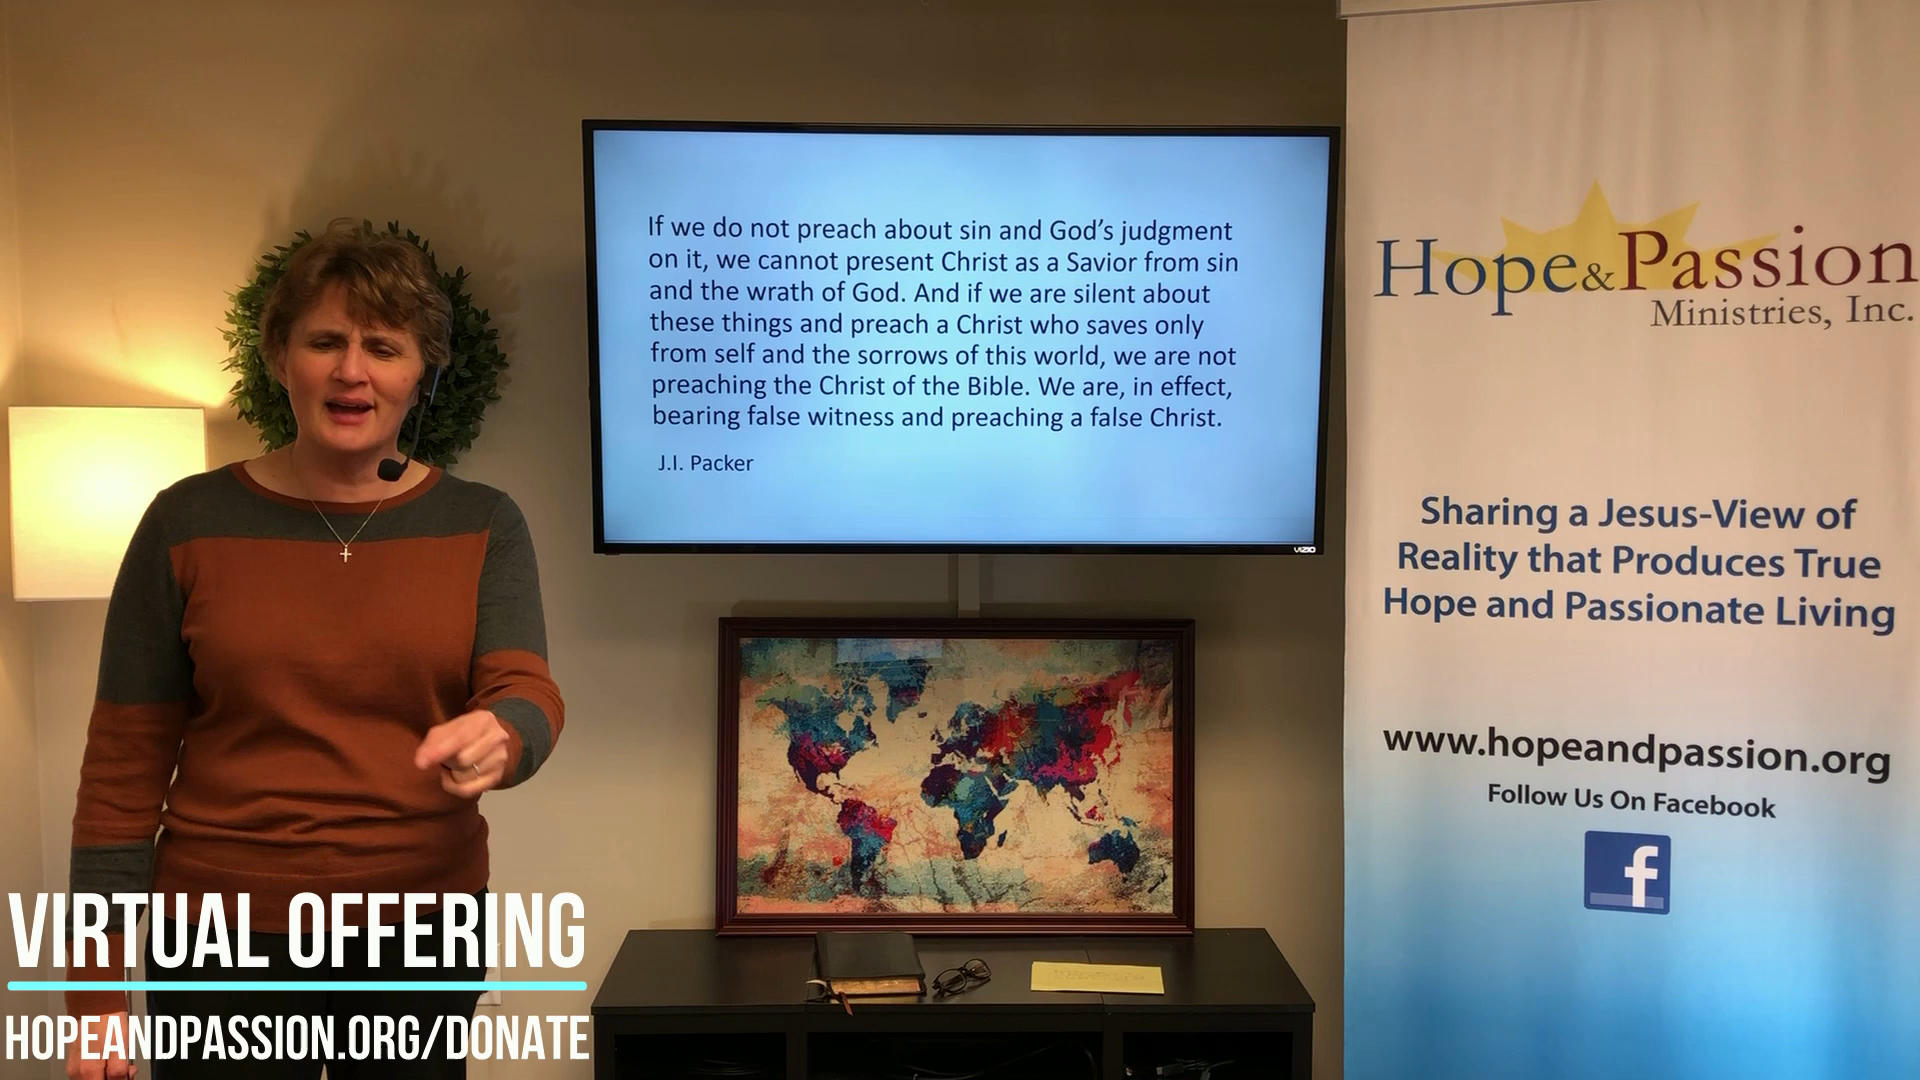 If we do not preach about sin and God's judgment
on it, we cannot present Christ as a Savior from sin
and the wrath of God. And if we are silent about
these things and preach a Christ who saves only
from self and the sorrows of this world, we are not
preaching the Christ of the Bible. We are, in effect,
bearing false witness and preaching a false Christ.
J.I. Packer
VIZIO
Hope&Passion
Ministries, Inc.
Sharing a Jesus-View of
Reality that Produces True
Hope and Passionate Living
www.hopeandpassion.org
Follow Us On Facebook
f
VIRTUAL OFFERING
HOPEANDPASSION.ORG/DONATE